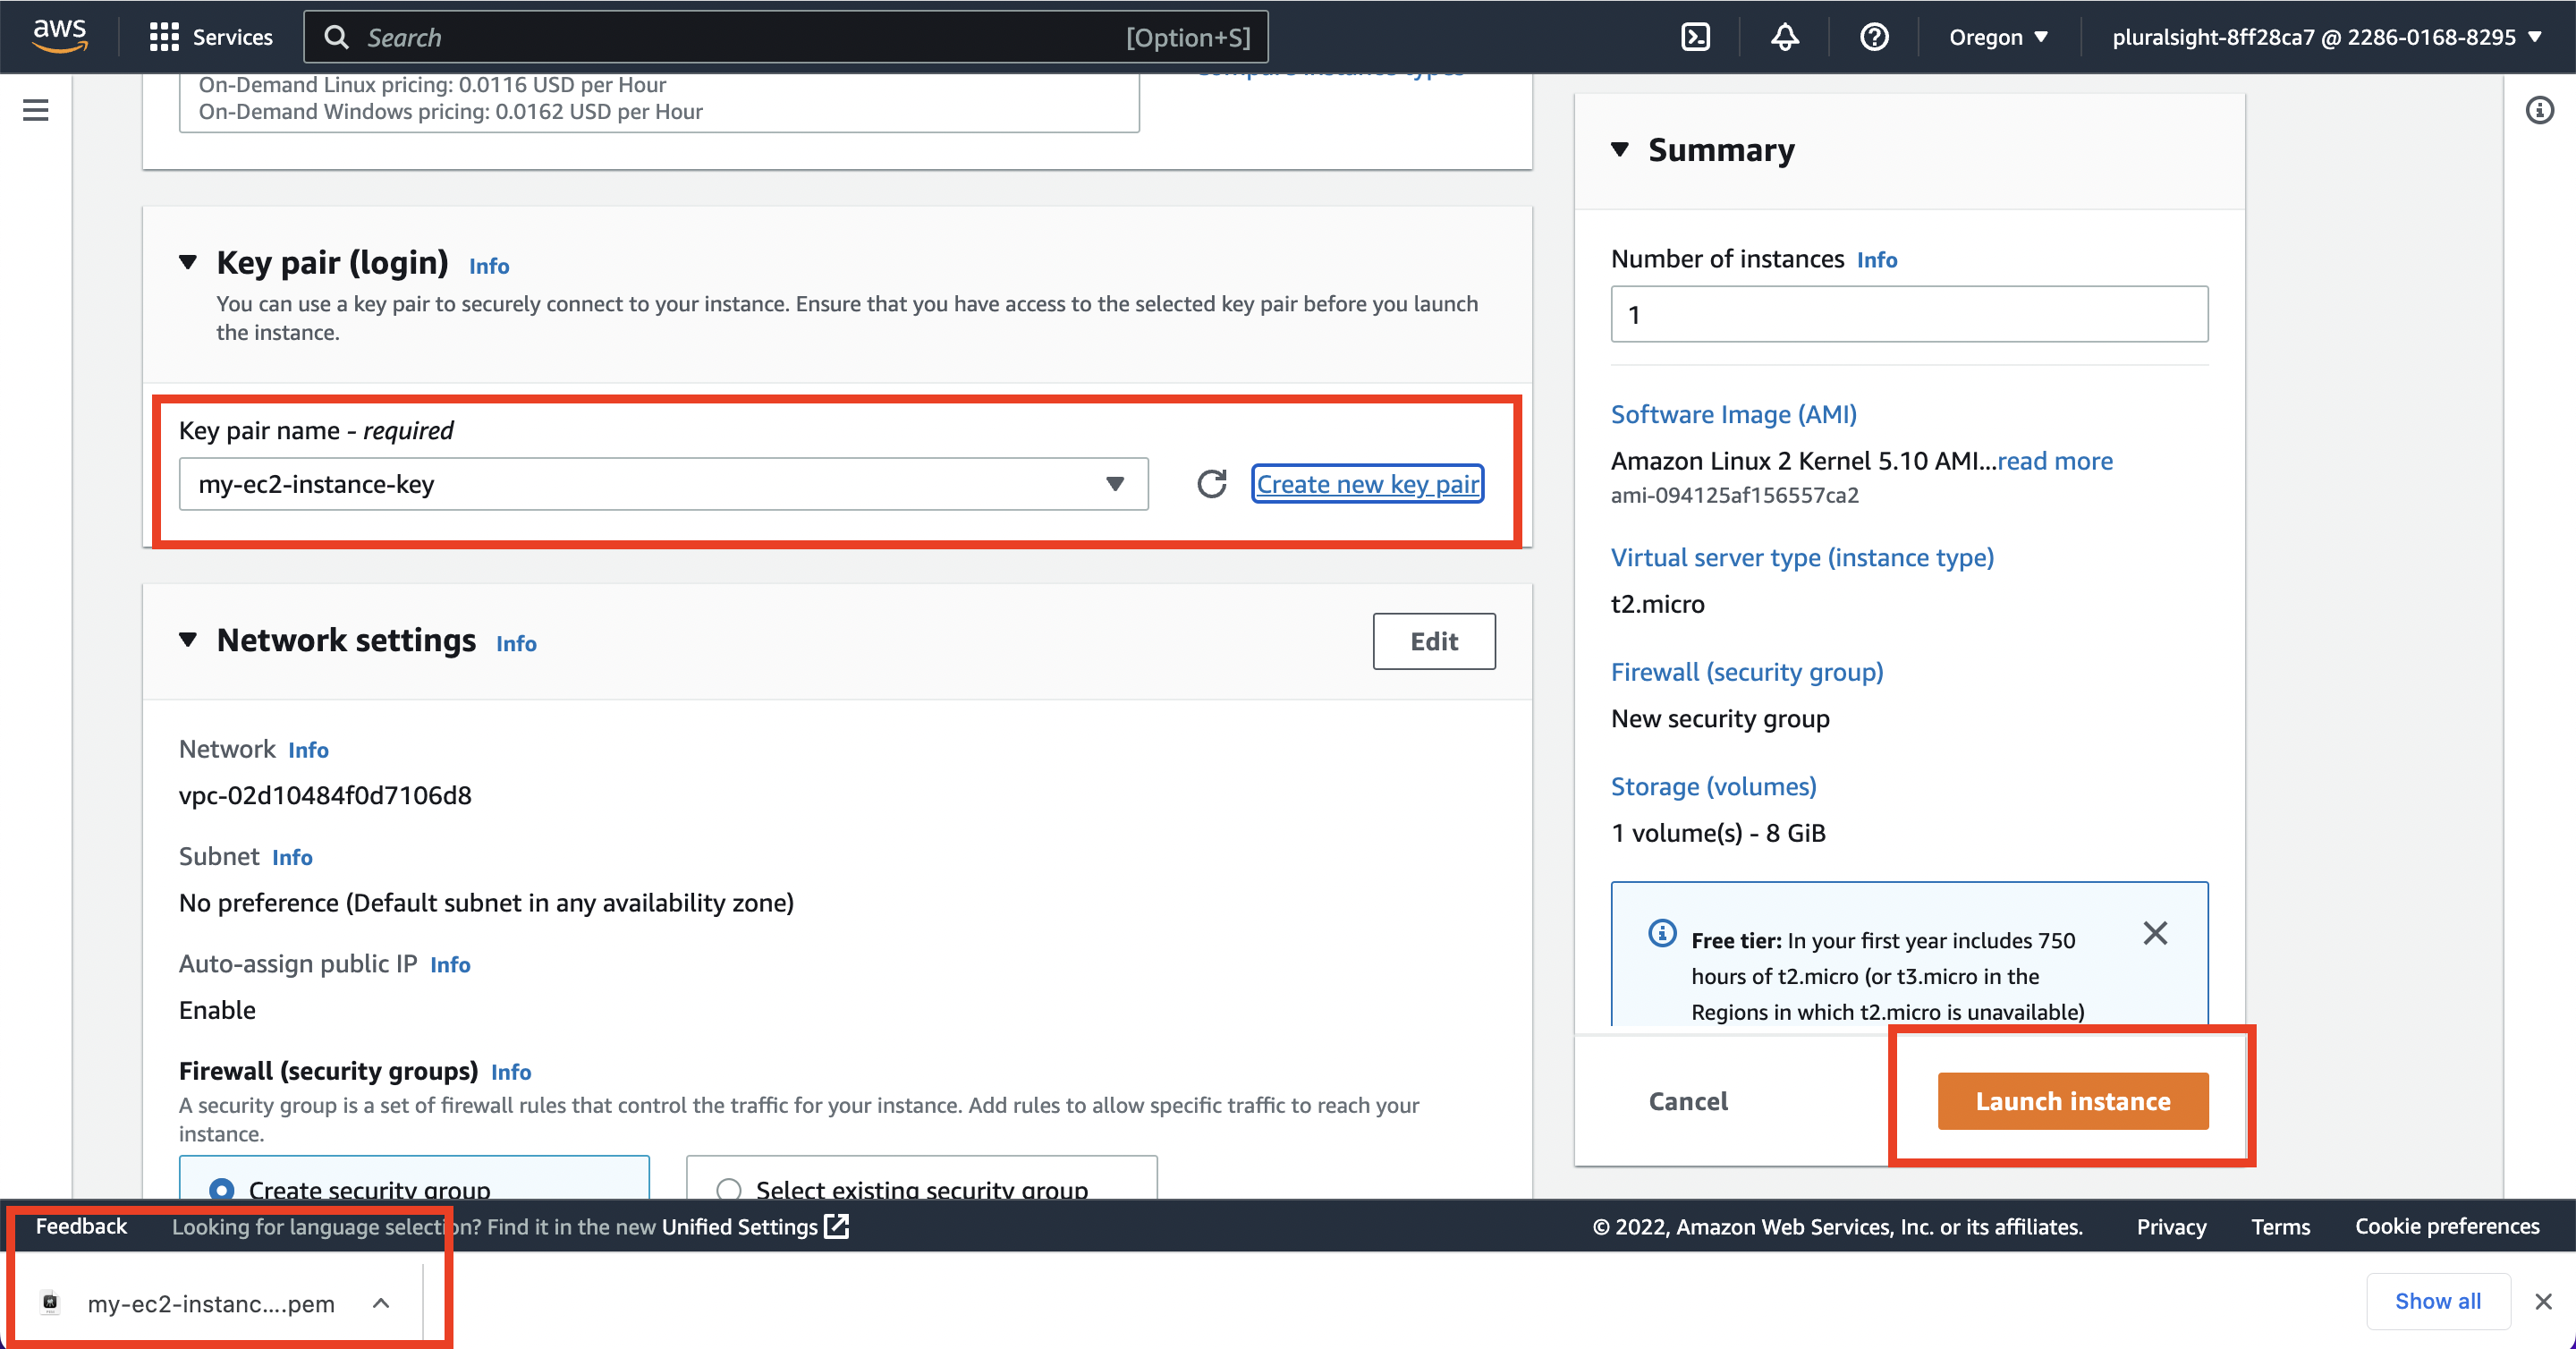 aws
Services
Search
[Option+S]
Oregon
pluralsight-8ff28ca7 @ 2286-0168-8295
On-Demand Linux pricing: 0.0116 USD per Hour
On-Demand Windows pricing: 0.0162 USD per Hour
Compare instance types
Key pair (login) Info
You can use a key pair to securely connect to your instance. Ensure that you have access to the selected key pair before you launch
the instance.
Key pair name - required
my-ec2-instance-key
Create new key pair
Network settings Info
Edit
Network Info
vpc-02d10484f0d7106d8
Subnet Info
No preference (Default subnet in any availability zone)
Auto-assign public IP Info
Enable
Firewall (security groups) Info
A security group is a set of firewall rules that control the traffic for your instance. Add rules to allow specific traffic to reach your
instance.
Create security group
Select existing security group
Summary
Number of instances Info
1
Software Image (AMI)
Amazon Linux 2 Kernel 5.10 AMI...read more
ami-094125af156557ca2
Virtual server type (instance type)
t2.micro
Firewall (security group)
New security group
Storage (volumes)
1 volume(s) - 8 GiB
Free tier: In your first year includes 750
hours of t2.micro (or t3.micro in the
Regions in which t2.micro is unavailable)
Cancel
Launch instance
Feedback
Looking for language selection? Find it in the new Unified Settings
© 2022, Amazon Web Services, Inc. or its affiliates.
Privacy
Terms
Cookie preferences
my-ec2-instanc....pem
Show all